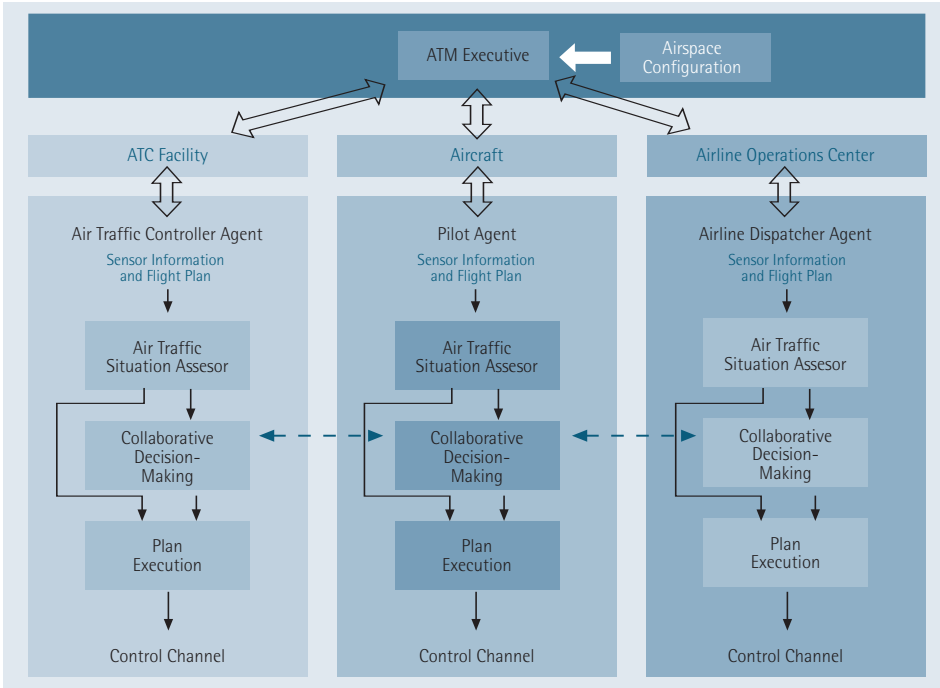 ATM Executive
Airspace
Configuration
ATC Facility
Aircraft
Airline Operations Center
Air Traffic Controller Agent
Sensor Information
and Flight Plan
Air Traffic
Situation Assesor
Collaborative
Decision-
Making
Plan
Execution
Control Channel
Pilot Agent
Sensor Information
and Flight Plan
Air Traffic
Situation Assesor
Collaborative
Decision-
Making
Plan
Execution
Control Channel
Airline Dispatcher Agent
Sensor Information
and Flight Plan
Air Traffic
Situation Assesor
Collaborative
Decision-
Making
Plan
Execution
Control Channel